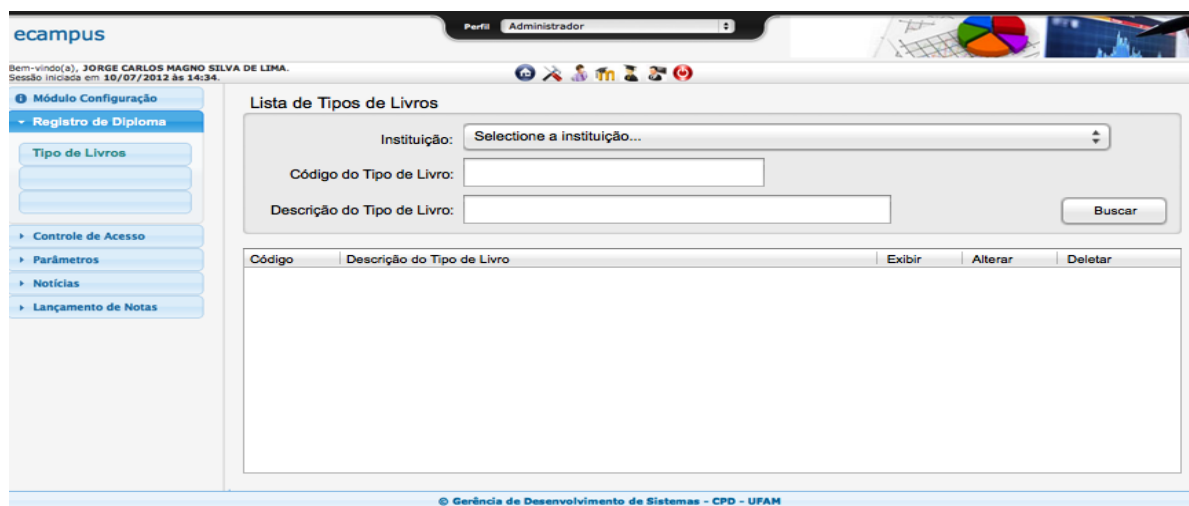 ecampus
Perfil Administrador
Bem-vindo(a), JORGE CARLOS MAGNO SILVA DE LIMA.
Sessão iniciada em 10/07/2012 às 14:34.
Módulo Configuração
Registro de Diploma
Tipo de Livros
Controle de Acesso
Parâmetros
Notícias
Lançamento de Notas
Lista de Tipos de Livros
Instituição: Selectione a instituição...
Código do Tipo de Livro:
Descrição do Tipo de Livro:
Buscar
Código Descrição do Tipo de Livro Exibir Alterar Deletar
© Gerência de Desenvolvimento de Sistemas - CPD - UFAM